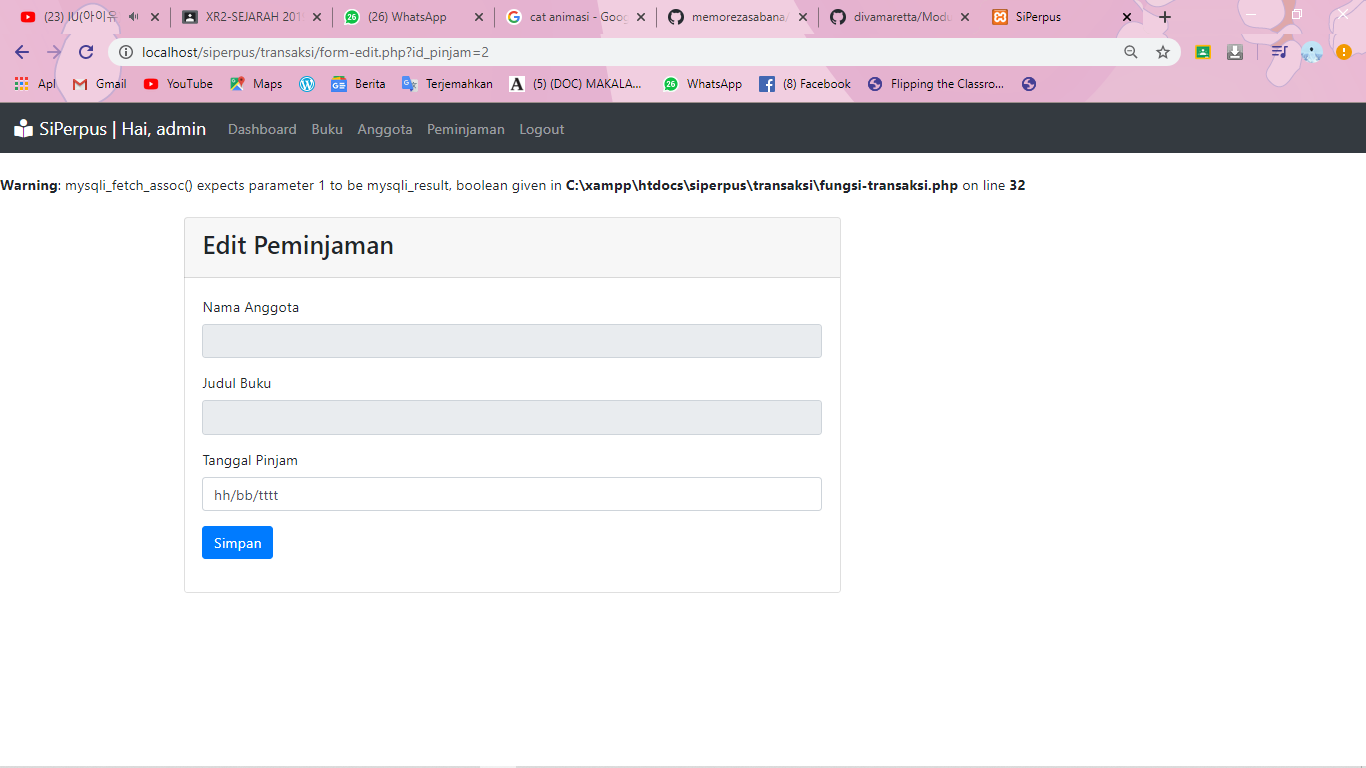 (23) IU(아이유
XR2-SEJARAH 201
(26) WhatsApp
cat animasi - Goog
memorezasabana/
divamaretta/Modu
SiPerpus
localhost/siperpus/transaksi/form-edit.php?id_pinjam=2
Apl Gmail YouTube Maps Berita Terjemahkan (5) (DOC) MAKALA... WhatsApp (8) Facebook Flipping the Classro...
SiPerpus | Hai, admin Dashboard Buku Anggota Peminjaman Logout
Warning: mysqli_fetch_assoc() expects parameter 1 to be mysqli_result, boolean given in C:\xampp\htdocs\siperpus\transaksi\fungsi-transaksi.php on line 32
Edit Peminjaman
Nama Anggota
Judul Buku
Tanggal Pinjam
hh/bb/tttt
Simpan